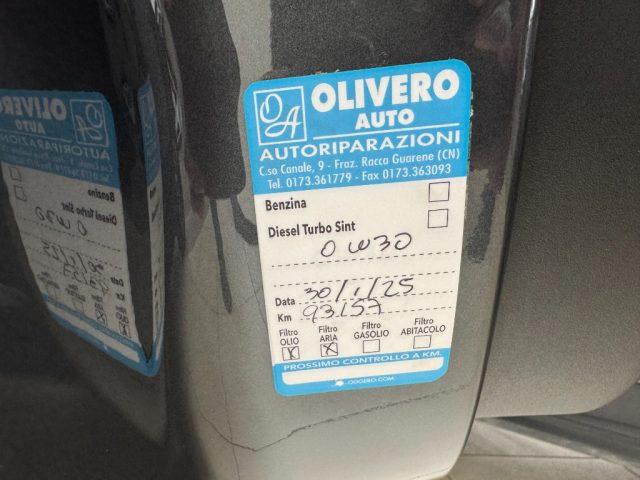 OA OLIVERO
AUTO
AUTORIPARAZIONI
C.so Canale, 9 - Fraz. Racca Guarene (CN)
Tel. 0173.361779 - Fax 0173.363093
Benzina
Diesel Turbo Sint
0W30
Data 30/1/25
Km 93157
Filtro OLIO Filtro ARIA Filtro GASOLIO Filtro ABITACOLO
PROSSIMO CONTROLLO A KM.